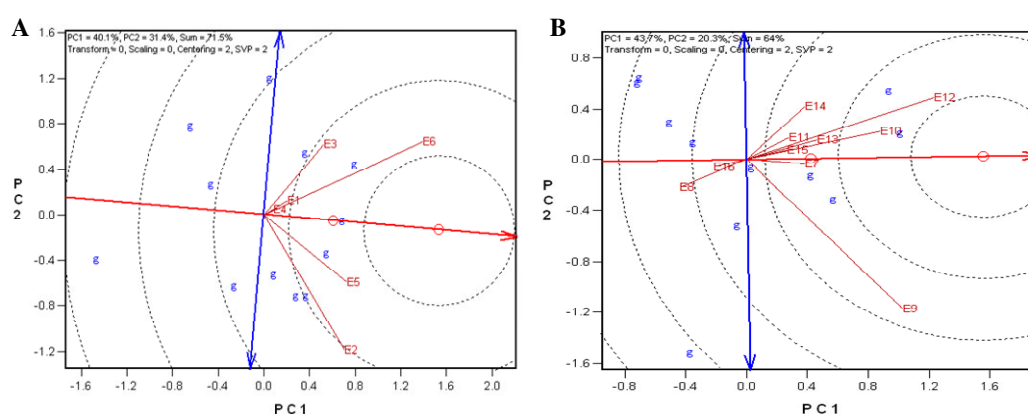 A
PC1 = 40.1%, PC2 = 31.4%, Sum = 71.5%
Transform = 0, Scaling = 0, Centering = 2, SVP = 2
1.6
1.2
0.8
0.4
0.0
-0.4
-0.8
-1.2
PC2
g
g
g
g
g
g
g
g
g
g
g
g
E3
E6
E1
E4
E5
E2
-1.6
-1.2
-0.8
-0.4
0.0
0.4
0.8
1.2
1.6
2.0
PC1
B
PC1 = 43.7%, PC2 = 20.3%, Sum = 64%
Transform = 0, Scaling = 0, Centering = 2, SVP = 2
0.8
0.4
0.0
-0.4
-0.8
-1.2
-1.6
PC2
g
g
g
g
g
g
g
g
g
g
g
g
E14
E12
E11
E10
E13
E15
E7
E16
E8
E9
-0.8
-0.4
0.0
0.4
0.8
1.2
1.6
PC1